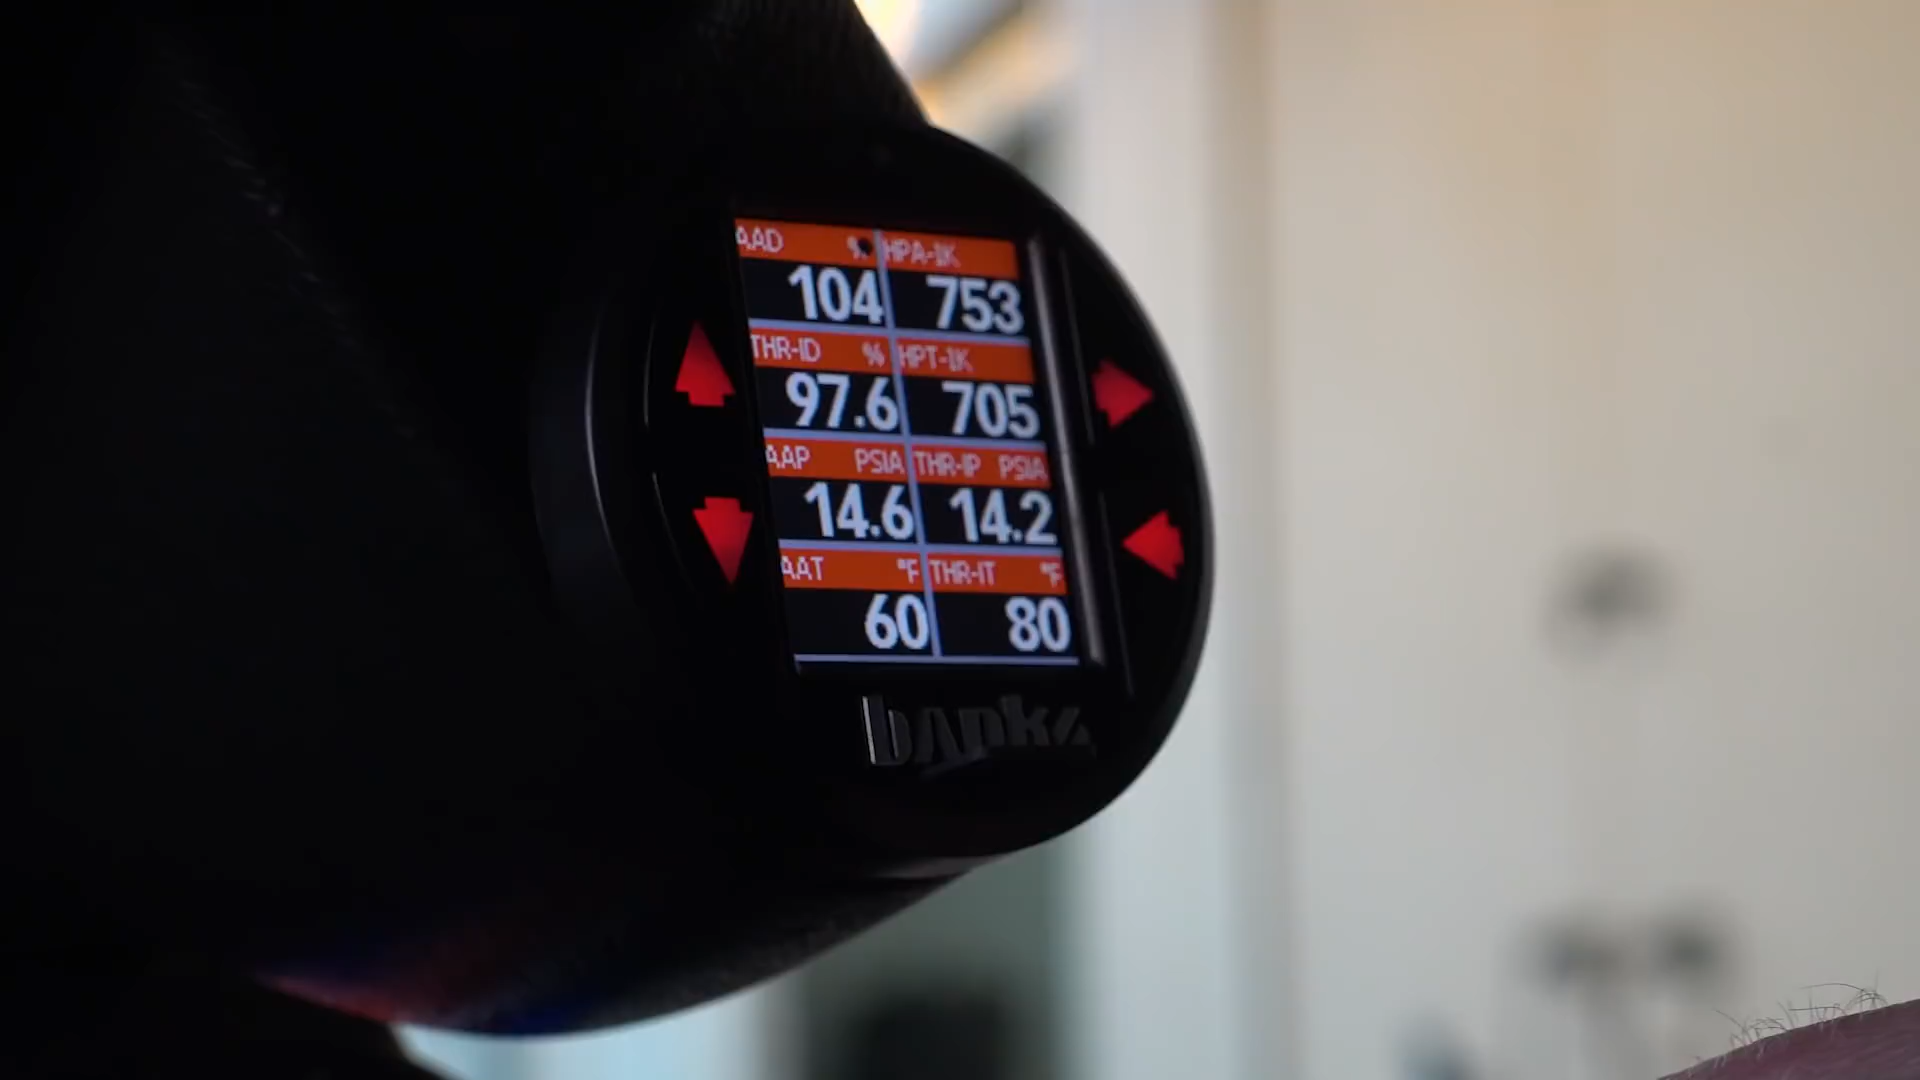 AAD % HPA-1K
104 753
THR-ID % HPT-1K
97.6 705
AAP PSIA THR-IP PSIA
14.6 14.2
AAT °F THR-IT °F
60 80
banks